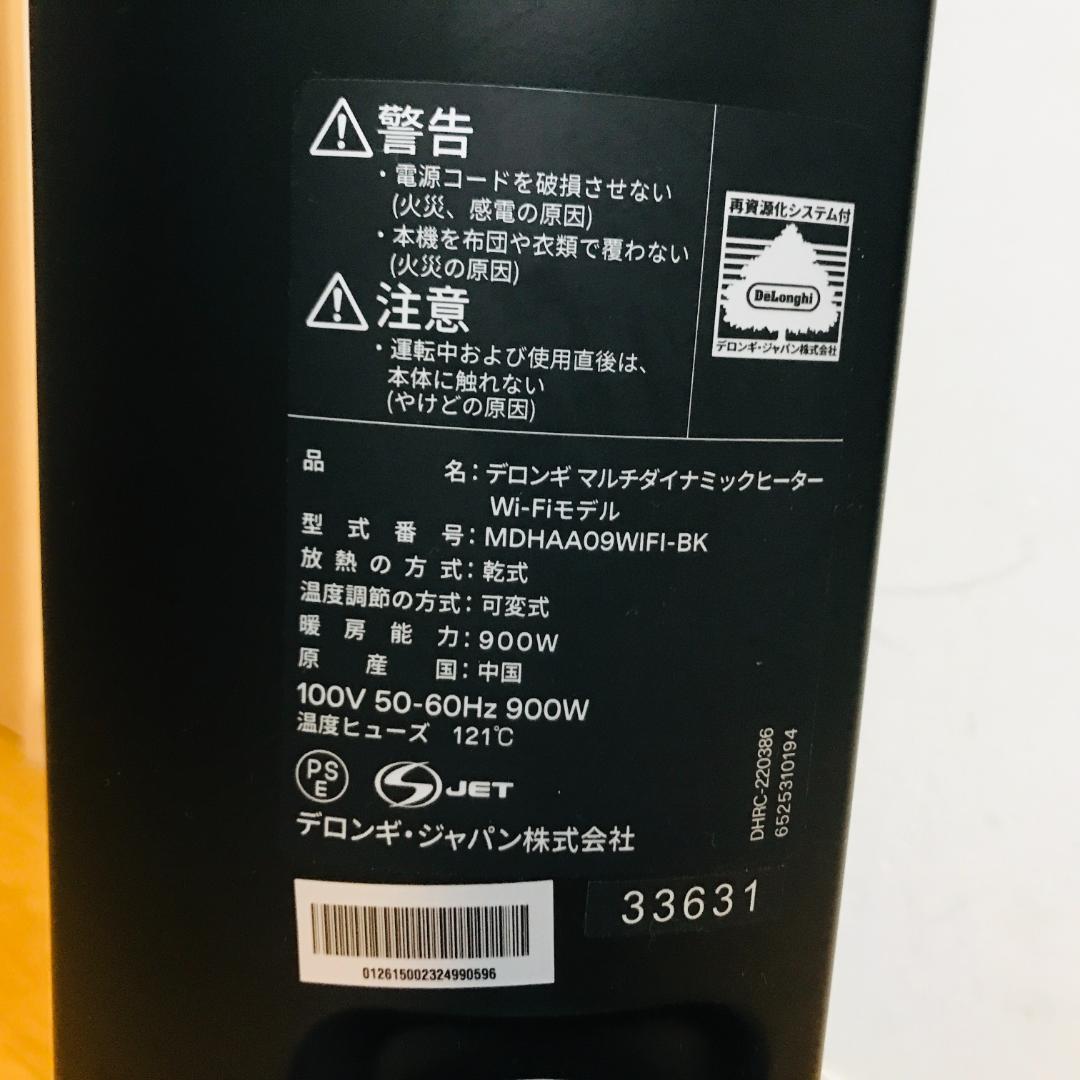 警告
・電源コードを破損させない
(火災、感電の原因)
・本機を布団や衣類で覆わない
(火災の原因)
注意
・運転中および使用直後は、
本体に触れない
(やけどの原因)
再資源化システム付
DeLonghi
デロンギ・ジャパン株式会社
品名：デロンギ マルチダイナミックヒーター
Wi-Fiモデル
型式番号：MDHAA09WIFI-BK
放熱の方式：乾式
温度調節の方式：可変式
暖房能力：900W
原産国：中国
100V 50-60Hz 900W
温度ヒューズ 121℃
PSE
S JET
デロンギ・ジャパン株式会社
DHRC-220386
6525310194
33631
012615002324990596